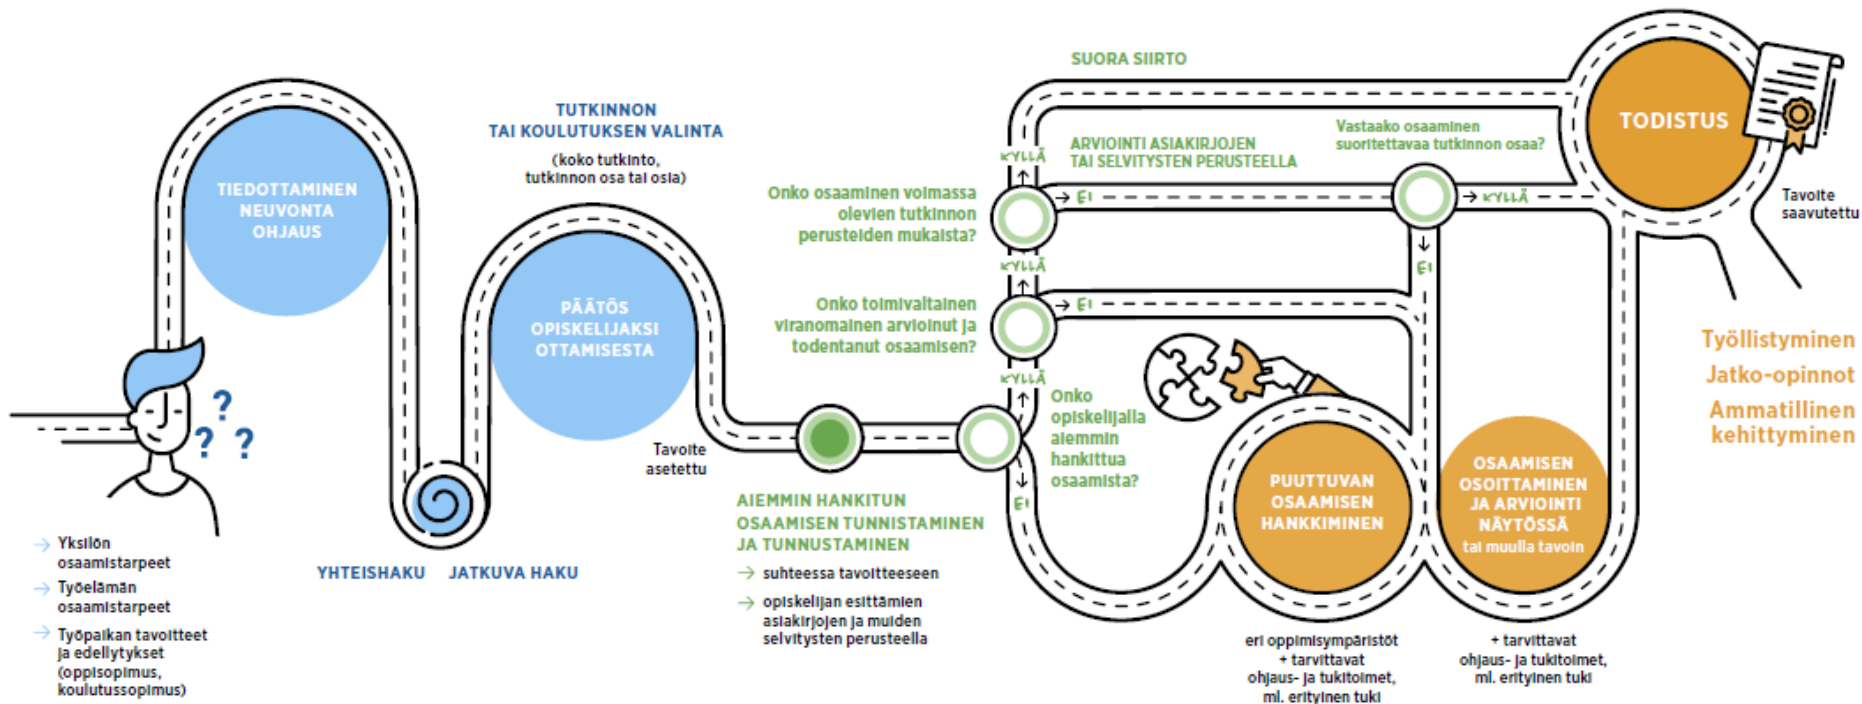 TIEDOTTAMINEN
NEUVONTA
OHJAUS
?
? ?
→ Yksilön
osaamistarpeet
→ Työelämän
osaamistarpeet
→ Työpaikan tavoitteet
ja edellytykset
(oppisopimus,
koulutussopimus)
YHTEISHAKU JATKUVA HAKU
TUTKINNON
TAI KOULUTUKSEN VALINTA
(koko tutkinto,
tutkinnon osa tai osia)
PÄÄTÖS
OPISKELIJAKSI
OTTAMISESTA
Tavoite
asetettu
AIEMMIN HANKITUN
OSAAMISEN TUNNISTAMINEN
JA TUNNUSTAMINEN
→ suhteessa tavoitteeseen
→ opiskelijan esittämien
asiakirjojen ja muiden
selvitysten perusteella
Onko
opiskelijalla
aiemmin
hankittua
osaamista?
KYLLÄ
EI
Onko toimivaltainen
viranomainen arvioinut ja
todentanut osaamisen?
KYLLÄ
→ EI
Onko osaaminen voimassa
olevien tutkinnon
perusteiden mukaista?
KYLLÄ
→ EI
SUORA SIIRTO
ARVIOINTI ASIAKIRJOJEN
TAI SELVITYSTEN PERUSTEELLA
Vastaako osaaminen
suoritettavaa tutkinnon osaa?
→ KYLLÄ
EI
PUUTTUVAN
OSAAMISEN
HANKKIMINEN
eri oppimisympäristöt
+ tarvittavat
ohjaus- ja tukitoimet,
ml. erityinen tuki
OSAAMISEN
OSOITTAMINEN
JA ARVIOINTI
NÄYTÖSSÄ
tai muulla tavoin
+ tarvittavat
ohjaus- ja tukitoimet,
ml. erityinen tuki
TODISTUS
Tavoite
saavutettu
Työllistyminen
Jatko-opinnot
Ammatillinen
kehittyminen